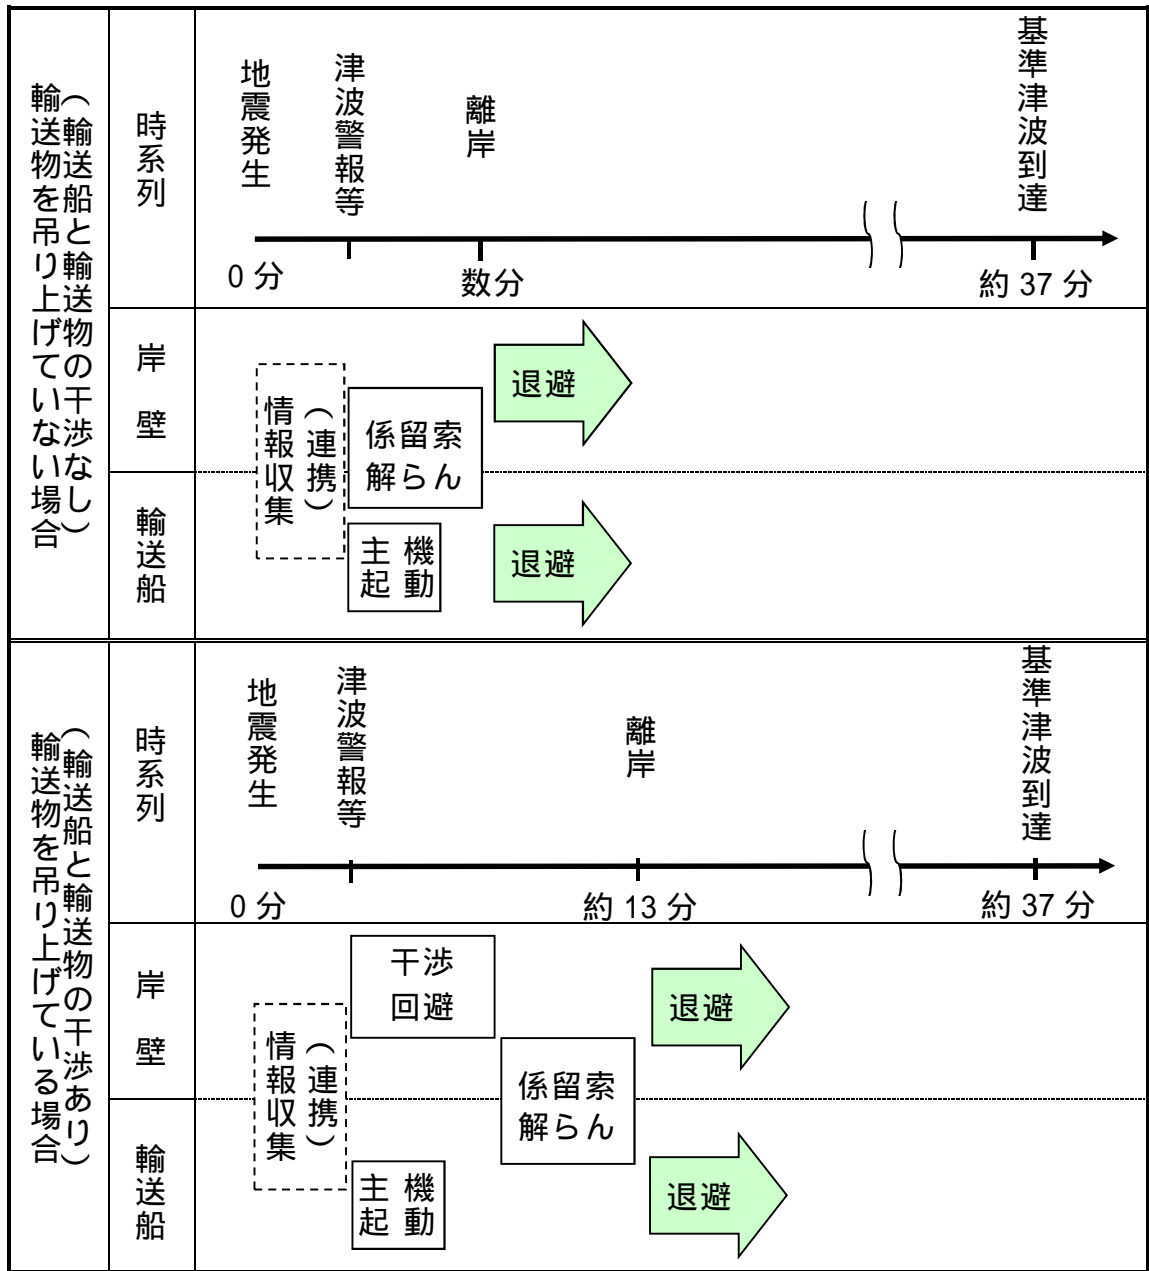 輸送物を吊り上げていない場合
（輸送船と輸送物の干渉なし）
時系列
地震発生
津波警報等
離岸
基準津波到達
0 分
数分
約 37 分
岸壁
情報収集
（連携）
係留索
解らん
退避
輸送船
主機
起動
退避
輸送物を吊り上げている場合
（輸送船と輸送物の干渉あり）
時系列
地震発生
津波警報等
離岸
基準津波到達
0 分
約 13 分
約 37 分
岸壁
干渉
回避
情報収集
（連携）
係留索
解らん
退避
輸送船
主機
起動
退避